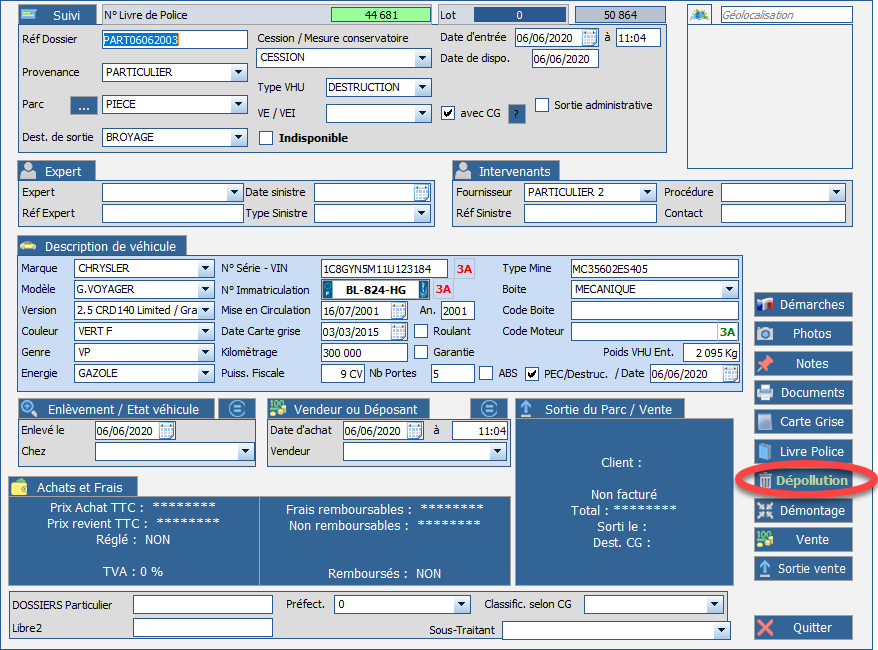 Suivi
N° Livre de Police 44 681 Lot 0 50 864 Géolocalisation
Réf Dossier PART06062003
Cession / Mesure conservatoire
CESSION
Date d'entrée 06/06/2020 à 11:04
Date de dispo. 06/06/2020
Provenance PARTICULIER
Type VHU DESTRUCTION
Parc ... PIECE
VE / VEI avec CG ? Sortie administrative
Dest. de sortie BROYAGE Indisponible
Expert
Intervenants
Expert Date sinistre
Fournisseur PARTICULIER 2 Procédure
Réf Expert Type Sinistre
Réf Sinistre Contact
Description de véhicule
Marque CHRYSLER N° Série - VIN 1C8GYN5M11U123184 3A Type Mine MC35602ES405
Modèle G.VOYAGER N° Immatriculation F BL-824-HG 3A Boite MECANIQUE
Version 2.5 CRD140 Limited / Gra Mise en Circulation 16/07/2001 An. 2001 Code Boite
Couleur VERT F Date Carte grise 03/03/2015 Roulant Code Moteur 3A
Genre VP Kilomètrage 300 000 Garantie Poids VHU Ent. 2 095 Kg
Energie GAZOLE Puiss. Fiscale 9 CV Nb Portes 5 ABS PEC/Destruc. / Date 06/06/2020
Démarches
Photos
Notes
Documents
Carte Grise
Livre Police
Dépollution
Démontage
Vente
Sortie vente
Quitter
Enlèvement / Etat véhicule
Enlevé le 06/06/2020
Chez
Vendeur ou Déposant
Date d'achat 06/06/2020 à 11:04
Vendeur
Sortie du Parc / Vente
Client :
Non facturé
Total : ********
Sorti le :
Dest. CG :
Achats et Frais
Prix Achat TTC : ********
Prix revient TTC : ********
Réglé : NON
TVA : 0 %
Frais remboursables : ********
Non remboursables : ********
Remboursés : NON
DOSSIERS Particulier Préfect. 0 Classific. selon CG
Libre2 Sous-Traitant